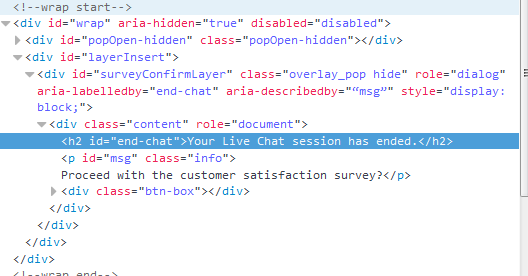 <!--wrap start-->
<div id="wrap" aria-hidden="true" disabled="disabled">
<div id="popOpen-hidden" class="popOpen-hidden"></div>
<div id="layerInsert">
<div id="surveyConfirmLayer" class="overlay_pop hide" role="dialog"
aria-labelledby="end-chat" aria-describedby="“msg”" style="display:
block;">
<div class="content" role="document">
<h2 id="end-chat">Your Live Chat session has ended.</h2>
<p id="msg" class="info">
Proceed with the customer satisfaction survey?</p>
<div class="btn-box"></div>
</div>
</div>
</div>
</div>
<!--wrap end-->